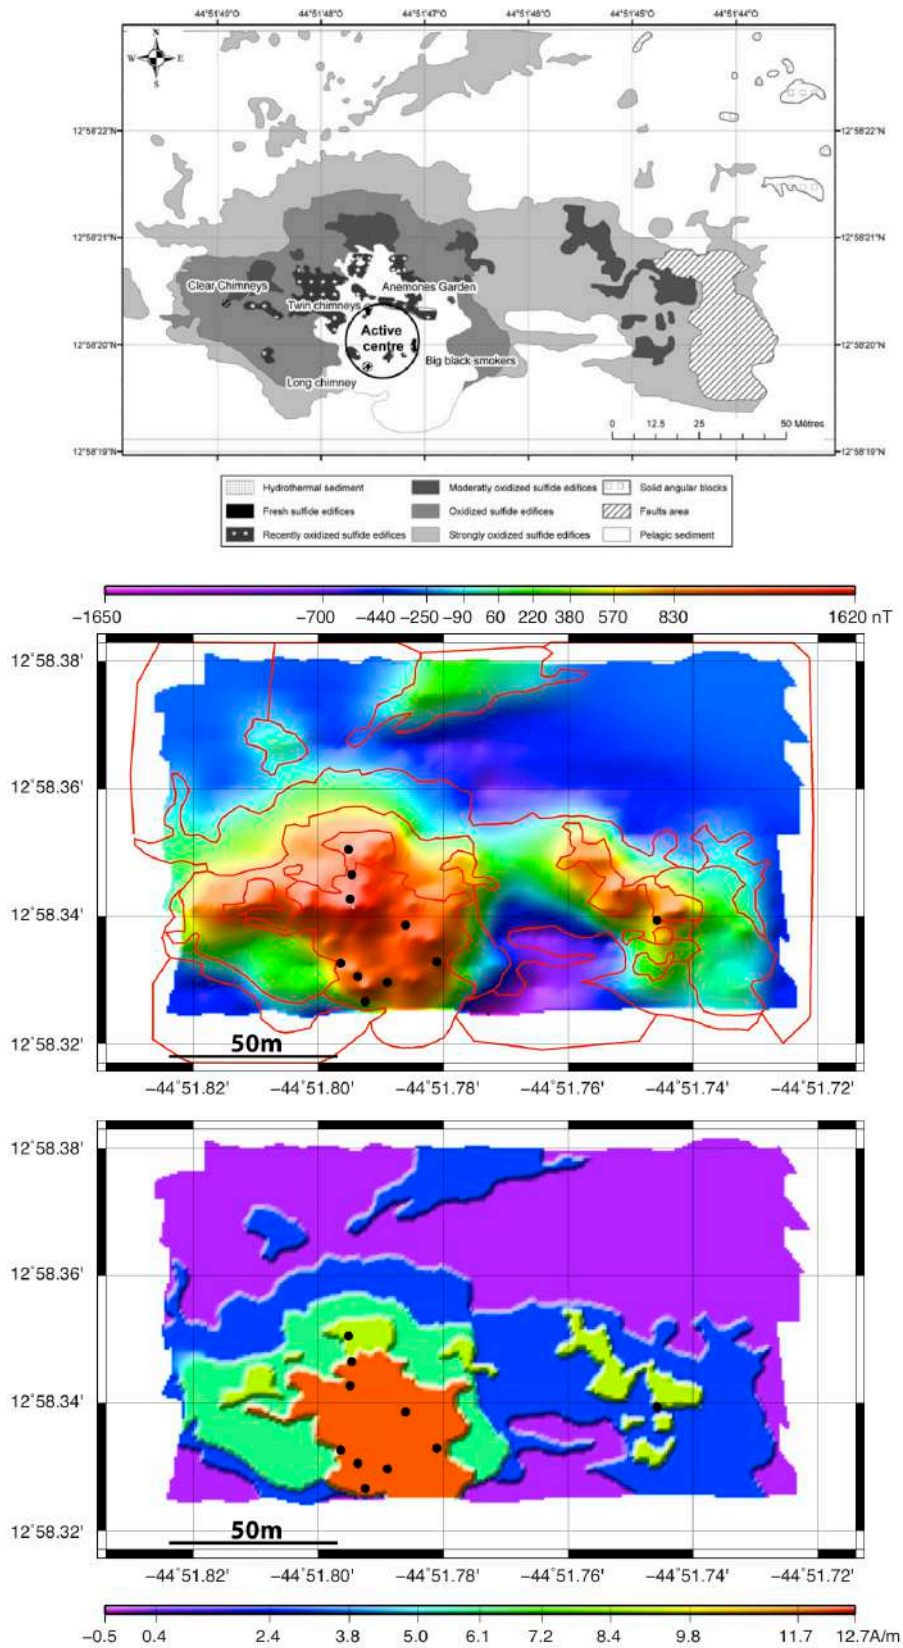 44°51'49"O 44°51'48"O 44°51'47"O 44°51'46"O 44°51'45"O 44°51'44"O
N
W E
S
12°58'22"N 12°58'22"N
12°58'21"N 12°58'21"N
Clear Chimneys Anemones Garden
Twin chimneys
Active
centre
12°58'20"N 12°58'20"N
Big black smokers
Long chimney
0 12.5 25 50 Mètres
12°58'19"N 12°58'19"N
Hydrothermal sediment Moderatly oxidized sulfide edifices Solid angular blocks
Fresh sulfide edifices Oxidized sulfide edifices Faults area
Recently oxidized sulfide edifices Strongly oxidized sulfide edifices Pelagic sediment
−1650 −700 −440 −250 −90 60 220 380 570 830 1620 nT
12°58.38'
12°58.36'
12°58.34'
12°58.32'
50m
−44°51.82' −44°51.80' −44°51.78' −44°51.76' −44°51.74' −44°51.72'
12°58.38'
12°58.36'
12°58.34'
12°58.32'
50m
−44°51.82' −44°51.80' −44°51.78' −44°51.76' −44°51.74' −44°51.72'
−0.5 0.4 2.4 3.8 5.0 6.1 7.2 8.4 9.8 11.7 12.7A/m